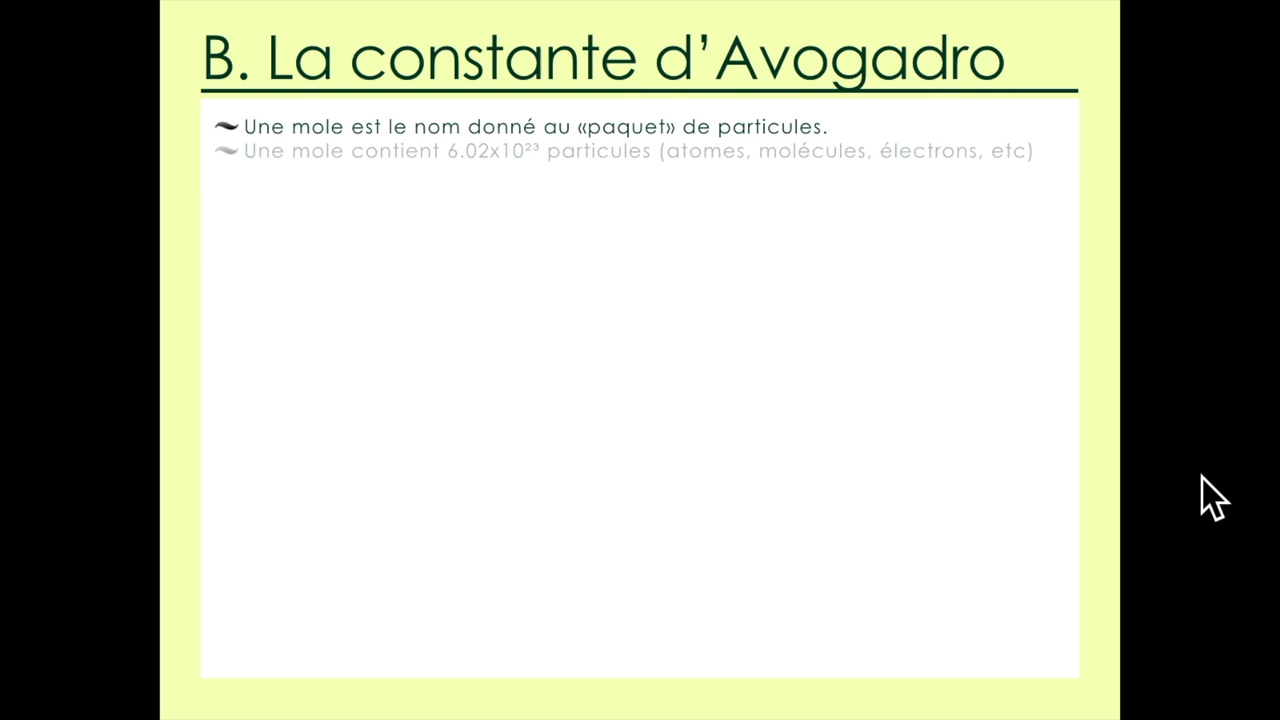 B. La constante d’Avogadro
Une mole est le nom donné au «paquet» de particules.
Une mole contient 6.02x10²³ particules (atomes, molécules, électrons, etc)